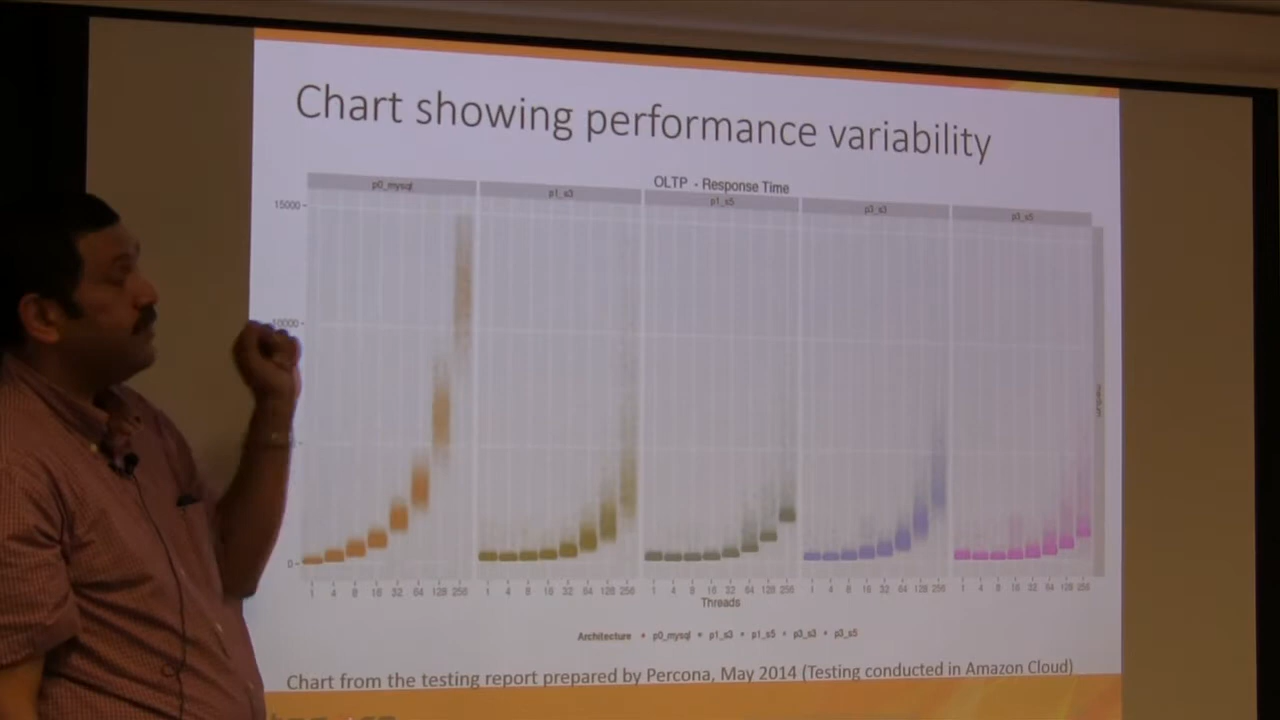 Chart showing performance variability
OLTP - Response Time
p0_mysql p1_s3 p1_s5 p3_s3 p3_s5
15000
10000
0
medium
1 4 8 16 32 64 128 256 1 4 8 16 32 64 128 256 1 4 8 16 32 64 128 256 1 4 8 16 32 64 128 256 1 4 8 16 32 64 128 256
Threads
Architecture p0_mysql p1_s3 p1_s5 p3_s3 p3_s5
Chart from the testing report prepared by Percona, May 2014 (Testing conducted in Amazon Cloud)